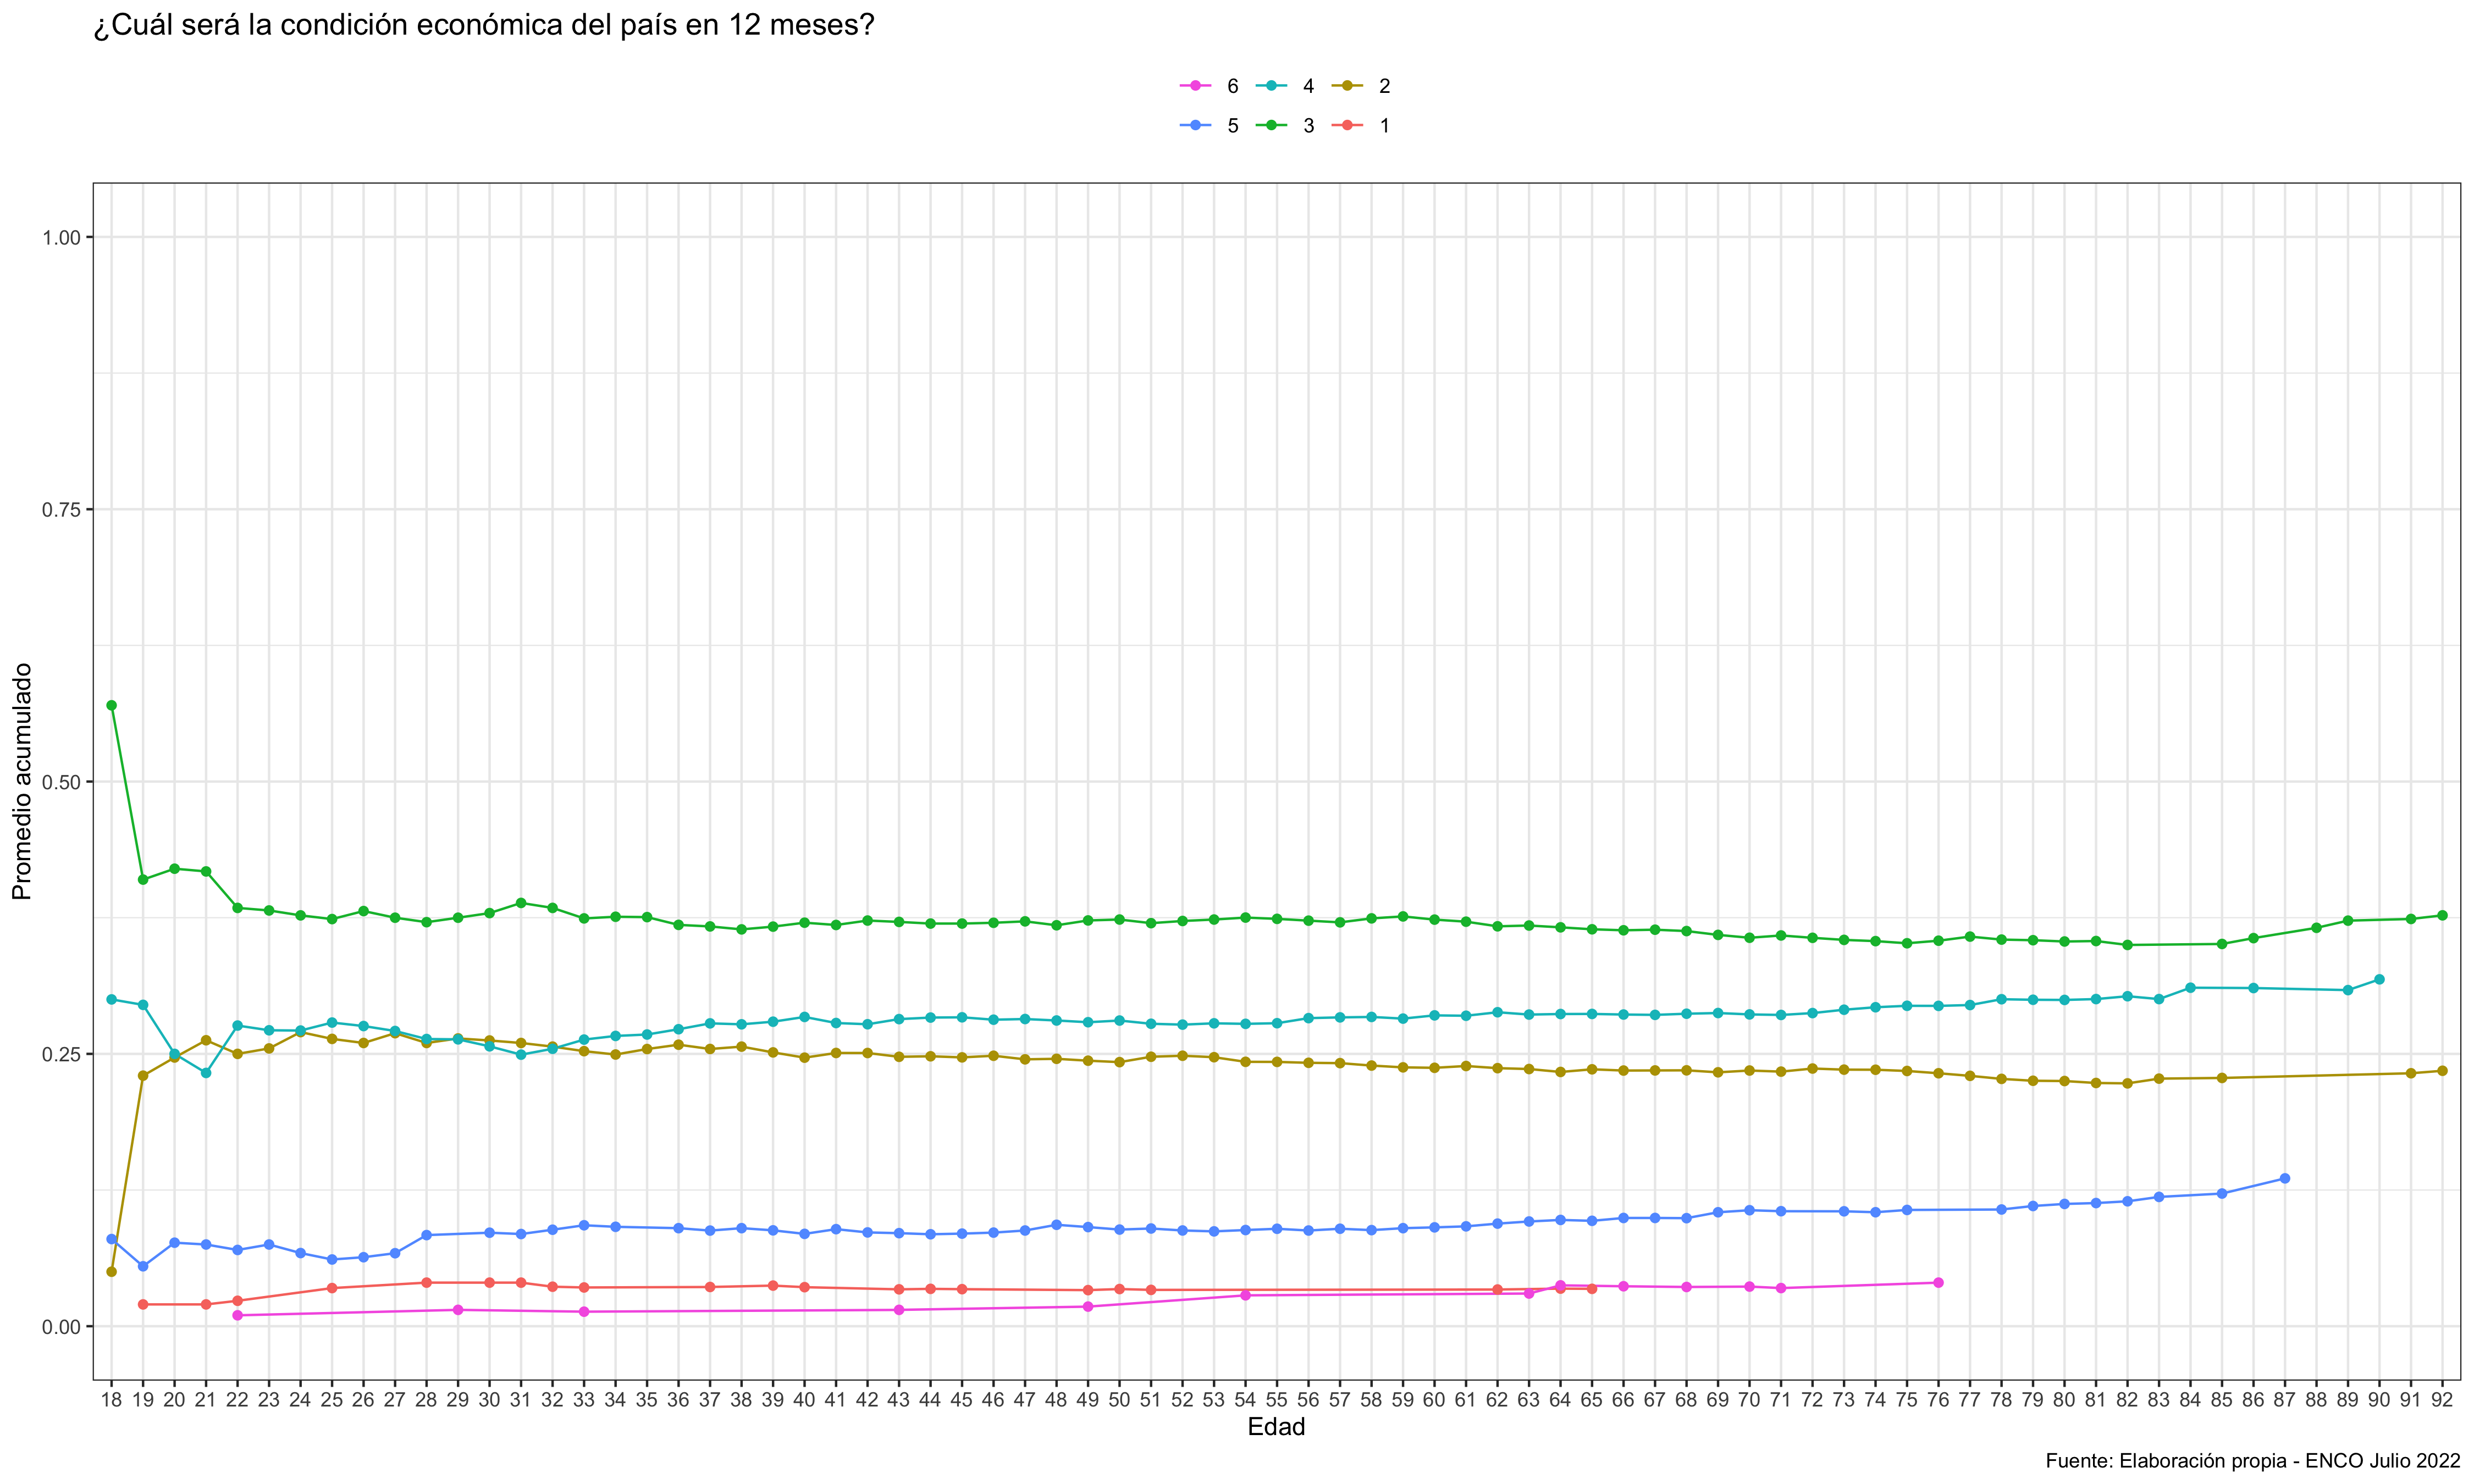 ¿Cuál será la condición económica del país en 12 meses?
6 4 2
5 3 1
1.00
0.75
0.50
0.25
0.00
Promedio acumulado
18 19 20 21 22 23 24 25 26 27 28 29 30 31 32 33 34 35 36 37 38 39 40 41 42 43 44 45 46 47 48 49 50 51 52 53 54 55 56 57 58 59 60 61 62 63 64 65 66 67 68 69 70 71 72 73 74 75 76 77 78 79 80 81 82 83 84 85 86 87 88 89 90 91 92
Edad
Fuente: Elaboración propia - ENCO Julio 2022